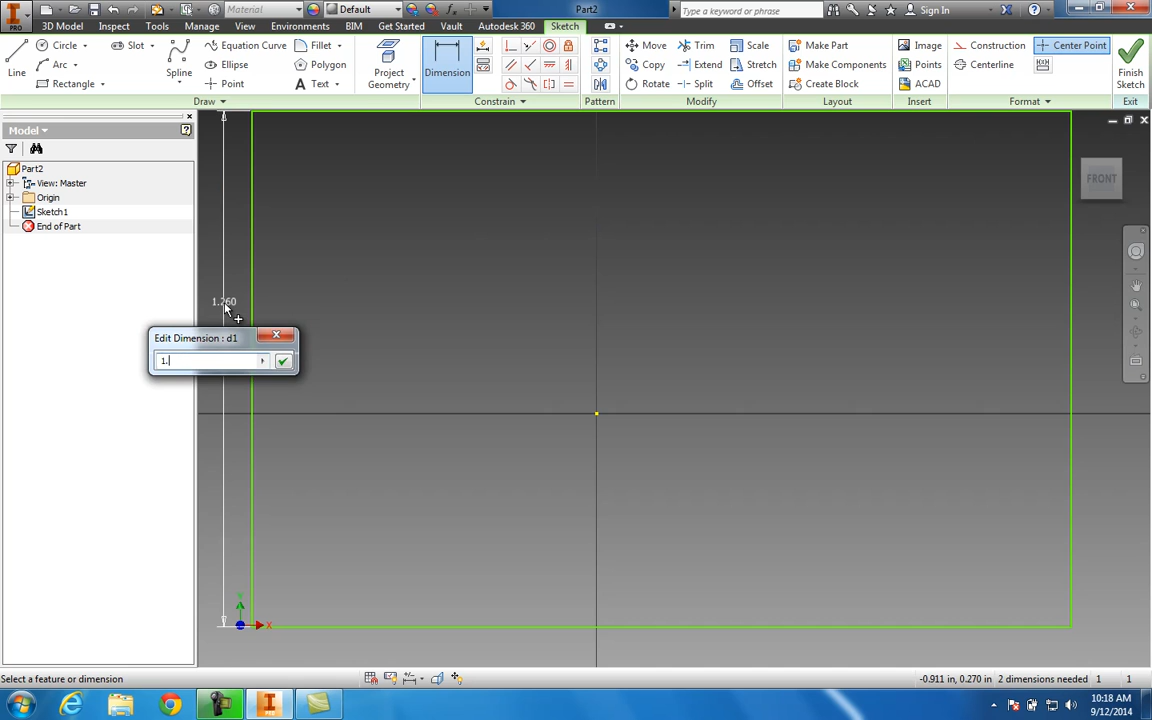 Material
Default
Part2
Type a keyword or phrase
Sign In
PRO
3D Model
Inspect
Tools
Manage
View
Environments
BIM
Get Started
Vault
Autodesk 360
Sketch
Line
Circle
Arc
Rectangle
Slot
Spline
Equation Curve
Ellipse
Point
Fillet
Polygon
Text
Project Geometry
Dimension
Move
Copy
Rotate
Trim
Extend
Split
Scale
Stretch
Offset
Make Part
Make Components
Create Block
Image
Points
ACAD
Construction
Centerline
Center Point
Finish Sketch
Draw
Constrain
Pattern
Modify
Layout
Insert
Format
Exit
Model
Part2
View: Master
Origin
Sketch1
End of Part
FRONT
1.260
Edit Dimension : d1
1.
Y
X
Select a feature or dimension
-0.911 in, 0.270 in
2 dimensions needed
1
1
10:18 AM
9/12/2014